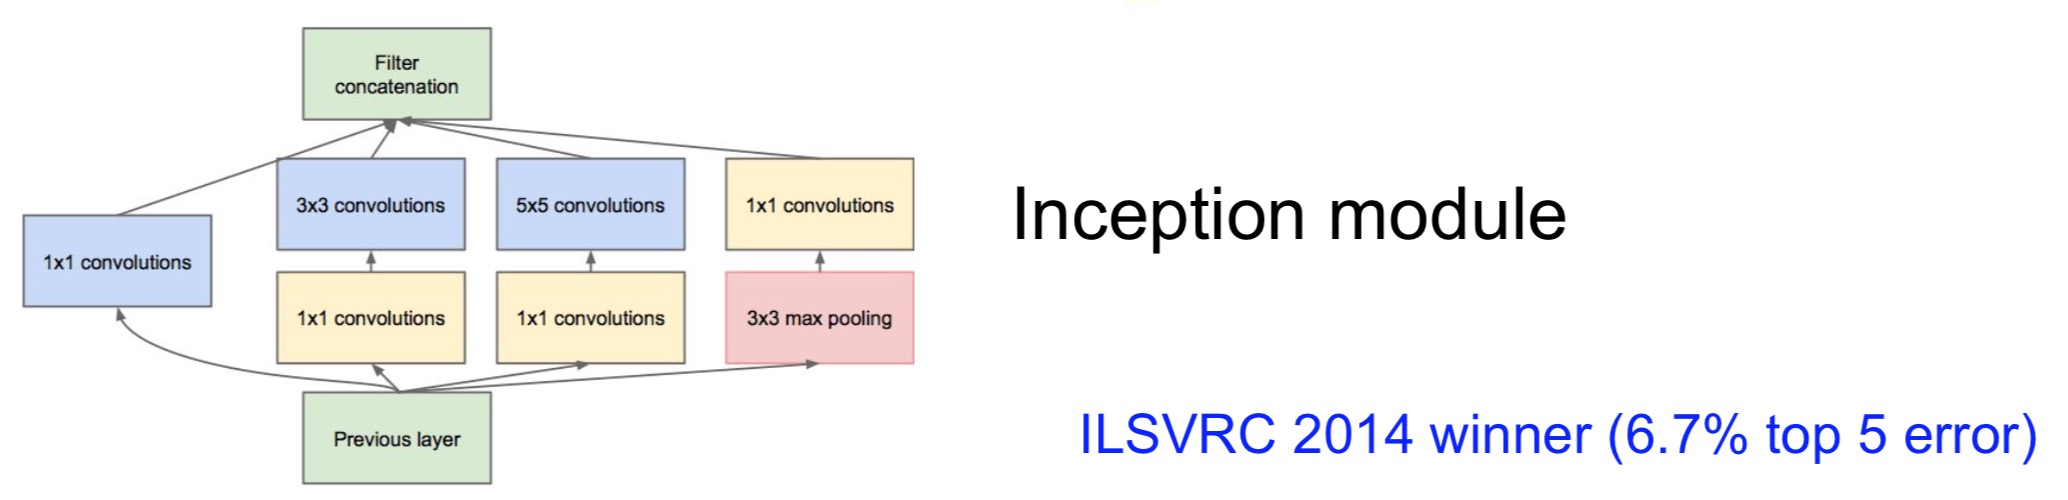 Filter
concatenation
3x3 convolutions
5x5 convolutions
1x1 convolutions
1x1 convolutions
1x1 convolutions
1x1 convolutions
3x3 max pooling
Previous layer
Inception module
ILSVRC 2014 winner (6.7% top 5 error)